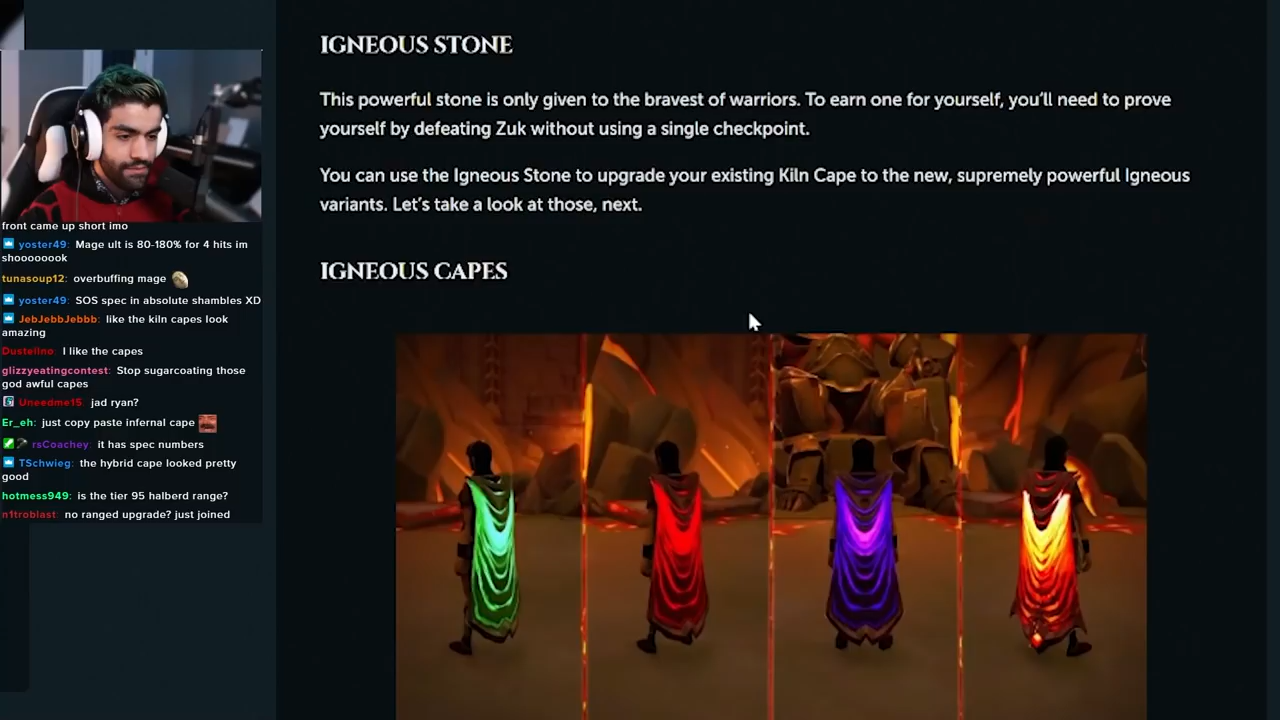 IGNEOUS STONE
This powerful stone is only given to the bravest of warriors. To earn one for yourself, you’ll need to prove
yourself by defeating Zuk without using a single checkpoint.
You can use the Igneous Stone to upgrade your existing Kiln Cape to the new, supremely powerful Igneous
variants. Let’s take a look at those, next.
IGNEOUS CAPES
front came up short imo
yoster49: Mage ult is 80-180% for 4 hits im
shooooooook
tunasoup12: overbuffing mage
yoster49: SOS spec in absolute shambles XD
JebJebbJebbb: like the kiln capes look
amazing
Dusteiino: I like the capes
glizzyeatingcontest: Stop sugarcoating those
god awful capes
Uneedme15: jad ryan?
Er_eh: just copy paste infernal cape
rsCoachey: it has spec numbers
TSchwieg: the hybrid cape looked pretty
good
hotmess949: is the tier 95 halberd range?
n1troblast: no ranged upgrade? just joined